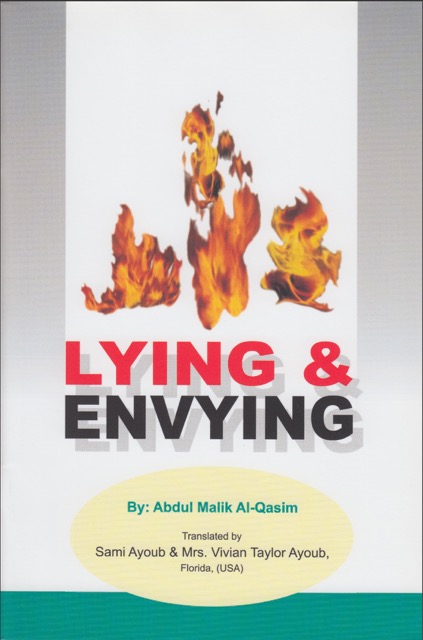 LYING &
ENVYING
By: Abdul Malik Al-Qasim
Translated by
Sami Ayoub & Mrs. Vivian Taylor Ayoub,
Florida, (USA)